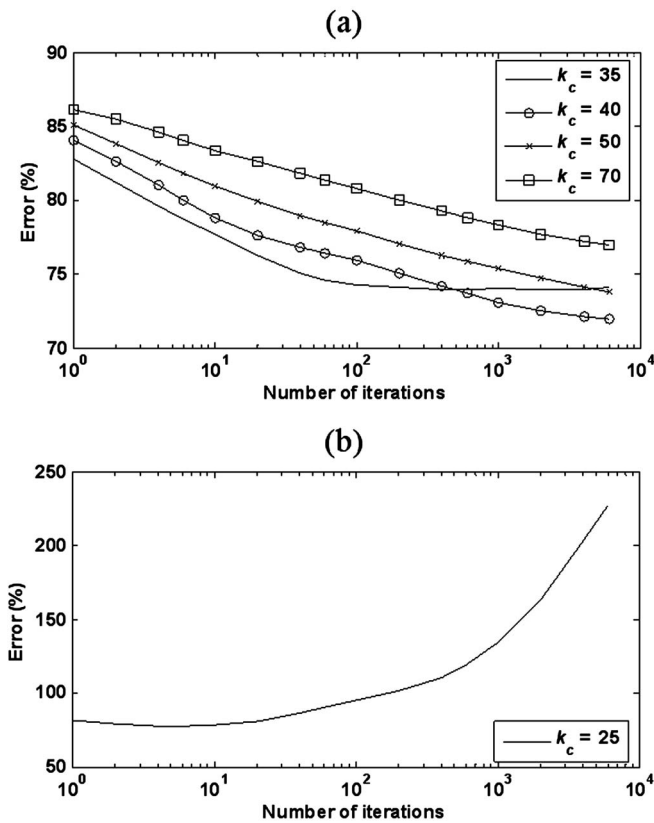 (a)
90
85
80
75
70
Error (%)
k_c = 35
k_c = 40
k_c = 50
k_c = 70
10^0 10^1 10^2 10^3 10^4
Number of iterations
(b)
250
200
150
100
50
Error (%)
k_c = 25
10^0 10^1 10^2 10^3 10^4
Number of iterations